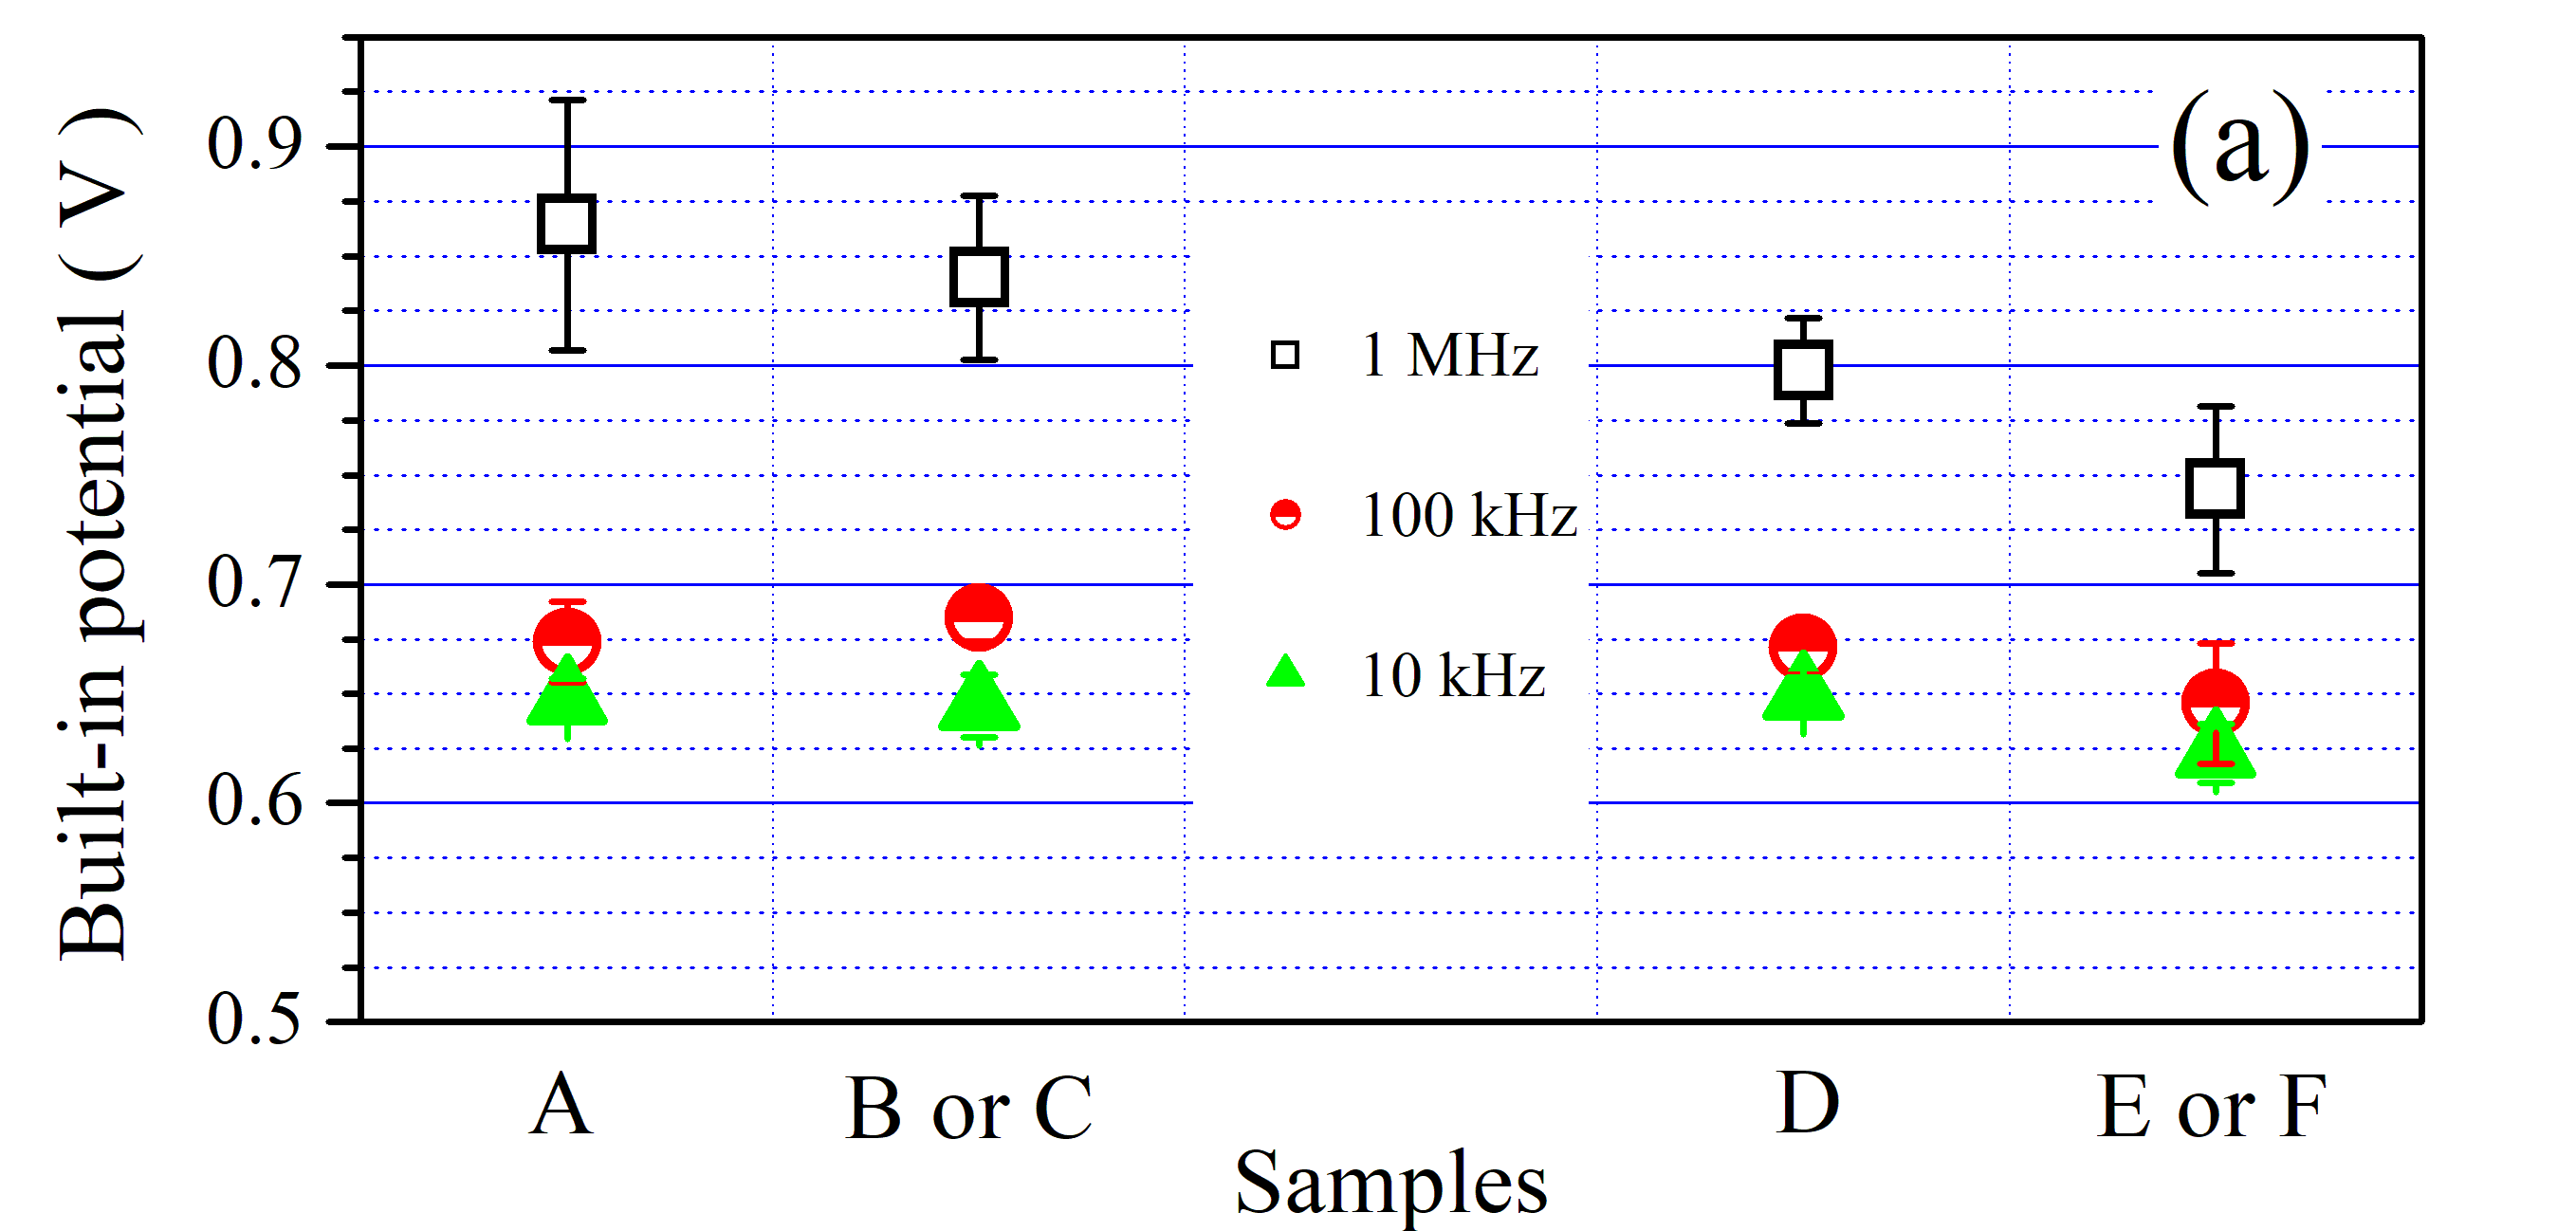 (a)
Built-in potential ( V )
0.9
0.8
0.7
0.6
0.5
1 MHz
100 kHz
10 kHz
A
B or C
D
E or F
Samples